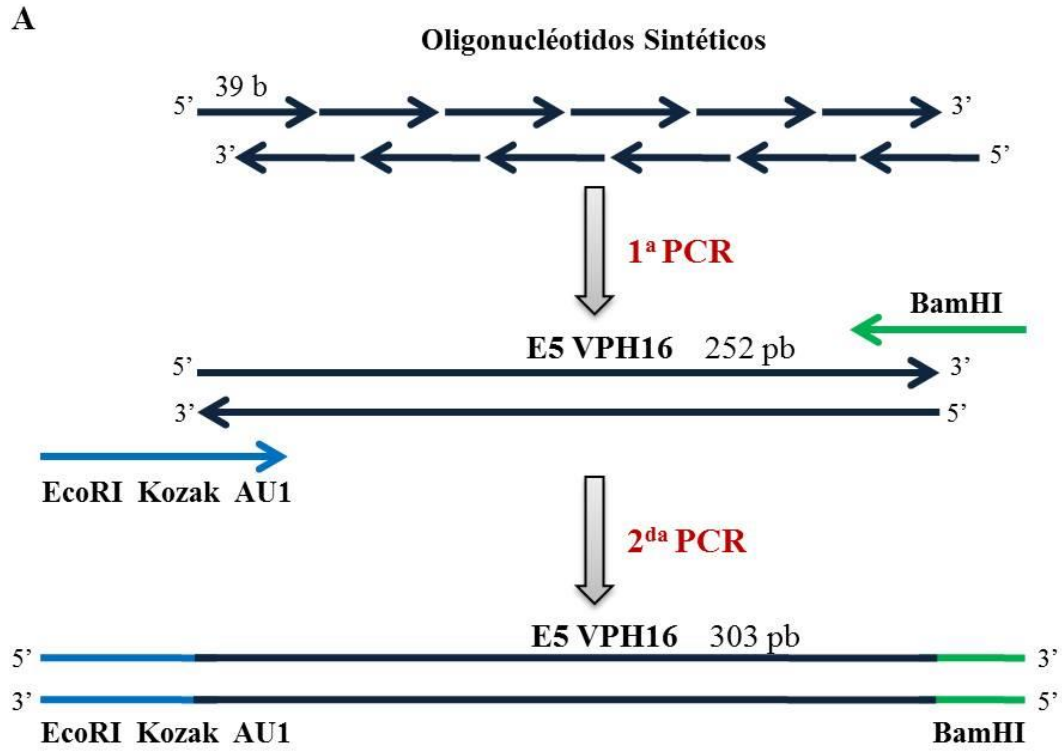 A
Oligonucléotidos Sintéticos
39 b
5’ 3’
3’ 5’
1ª PCR
BamHI
E5 VPH16 252 pb
5’ 3’
3’ 5’
EcoRI Kozak AU1
2da PCR
E5 VPH16 303 pb
5’ 3’
3’ 5’
EcoRI Kozak AU1 BamHI